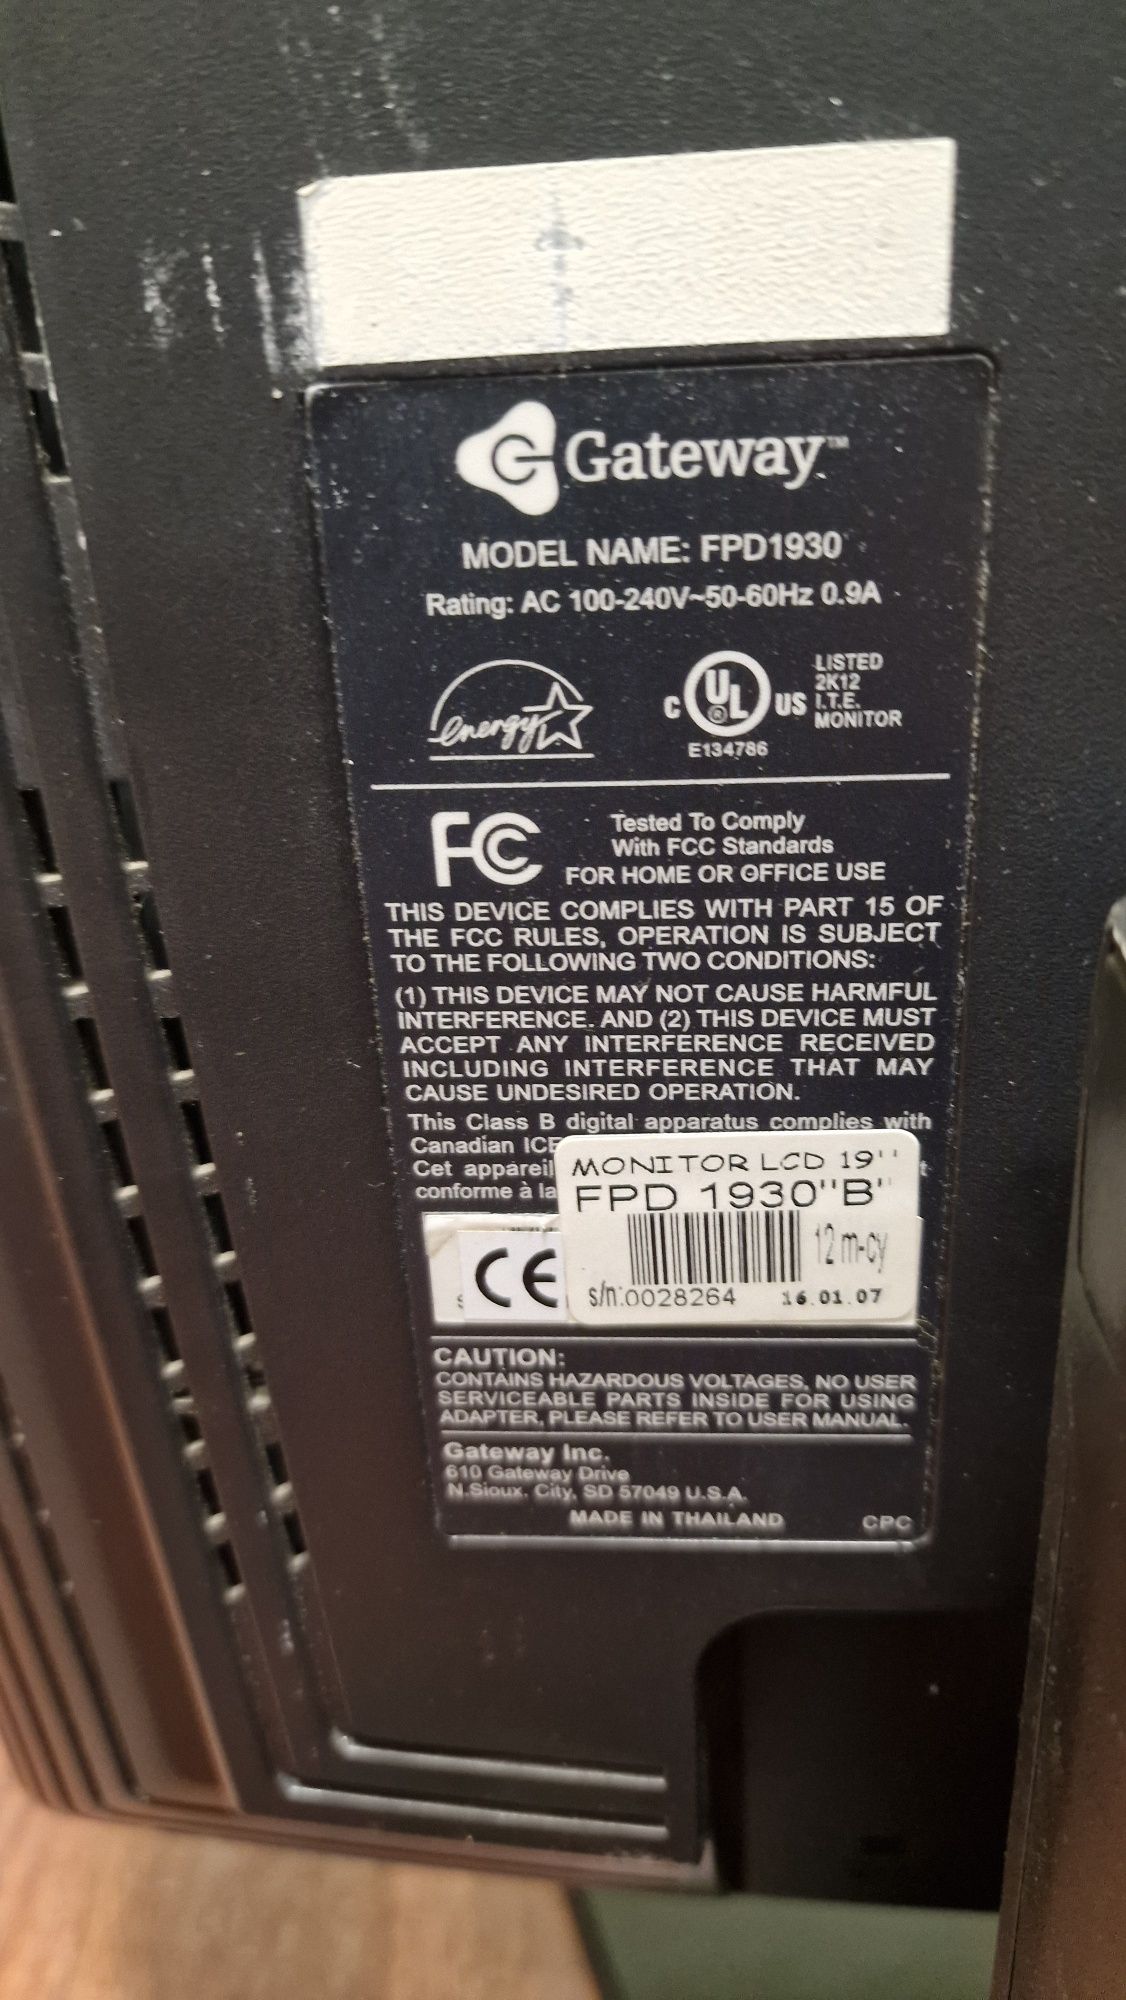 Gateway™
MODEL NAME: FPD1930
Rating: AC 100-240V~50-60Hz 0.9A
energy
C UL ® US
LISTED
2K12
I.T.E.
MONITOR
E134786
FC
Tested To Comply
With FCC Standards
FOR HOME OR OFFICE USE
THIS DEVICE COMPLIES WITH PART 15 OF
THE FCC RULES, OPERATION IS SUBJECT
TO THE FOLLOWING TWO CONDITIONS:
(1) THIS DEVICE MAY NOT CAUSE HARMFUL
INTERFERENCE. AND (2) THIS DEVICE MUST
ACCEPT ANY INTERFERENCE RECEIVED
INCLUDING INTERFERENCE THAT MAY
CAUSE UNDESIRED OPERATION.
This Class B digital apparatus complies with
Canadian ICE
Cet appareil
conforme à la
MONITOR LCD 19''
FPD 1930"B"
12 m-cy
s/n:0028264 16.01.07
CE
CAUTION:
CONTAINS HAZARDOUS VOLTAGES, NO USER
SERVICEABLE PARTS INSIDE FOR USING
ADAPTER, PLEASE REFER TO USER MANUAL.
Gateway Inc.
610 Gateway Drive
N.Sioux. City, SD 57049 U.S.A.
MADE IN THAILAND CPC